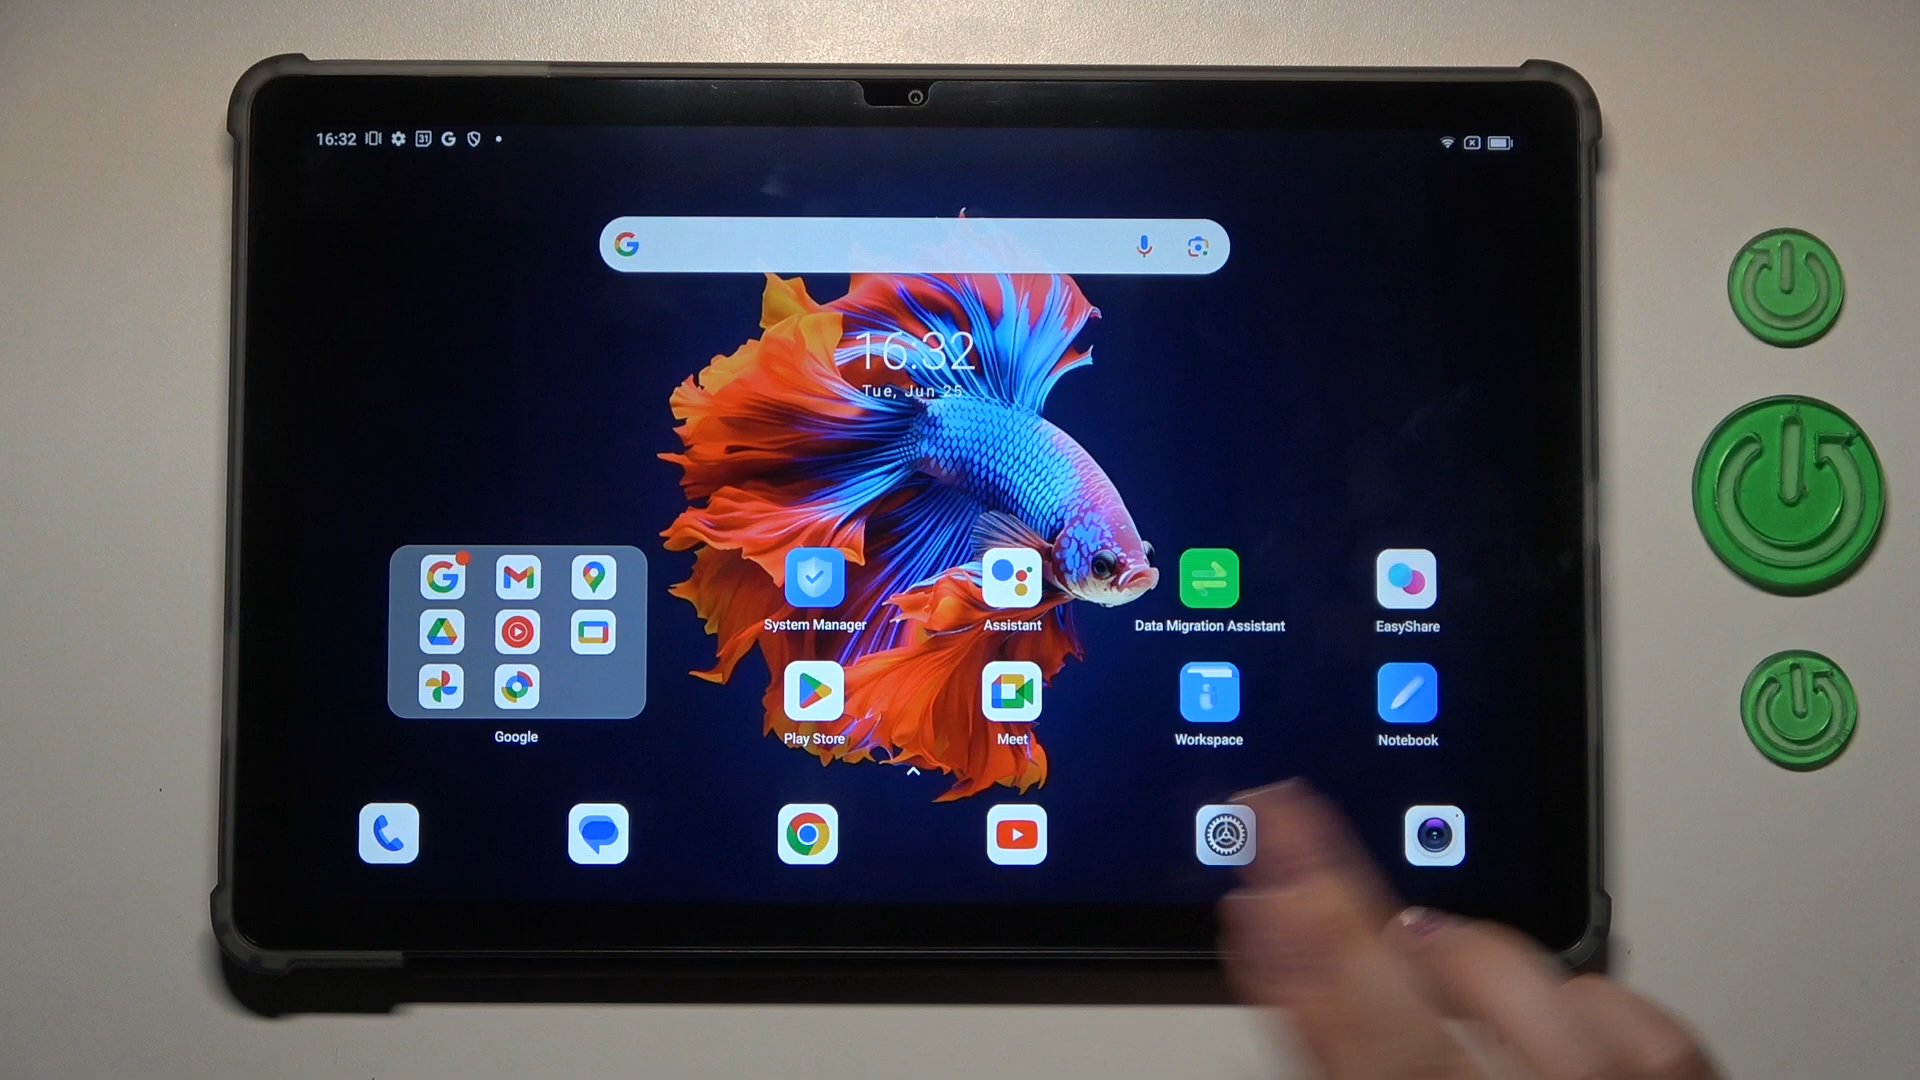 16:32
31
16:32
Tue, Jun 25
System Manager
Assistant
Data Migration Assistant
EasyShare
Google
Play Store
Meet
Workspace
Notebook